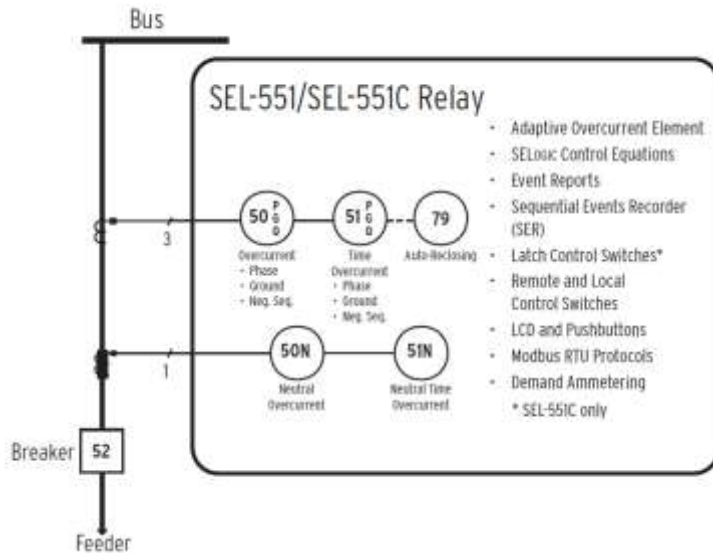 Bus
SEL-551/SEL-551C Relay
• Adaptive Overcurrent Element
• SELOGIC Control Equations
• Event Reports
• Sequential Events Recorder
(SER)
• Latch Control Switches*
• Remote and Local
Control Switches
• LCD and Pushbuttons
• Modbus RTU Protocols
• Demand Ammetering
* SEL-551C only
3
50 P G Q
Overcurrent
• Phase
• Ground
• Neg. Seq.
51 P G Q
Time
Overcurrent
• Phase
• Ground
• Neg. Seq.
79
Auto-Reclosing
1
50N
Neutral
Overcurrent
51N
Neutral Time
Overcurrent
Breaker
52
Feeder